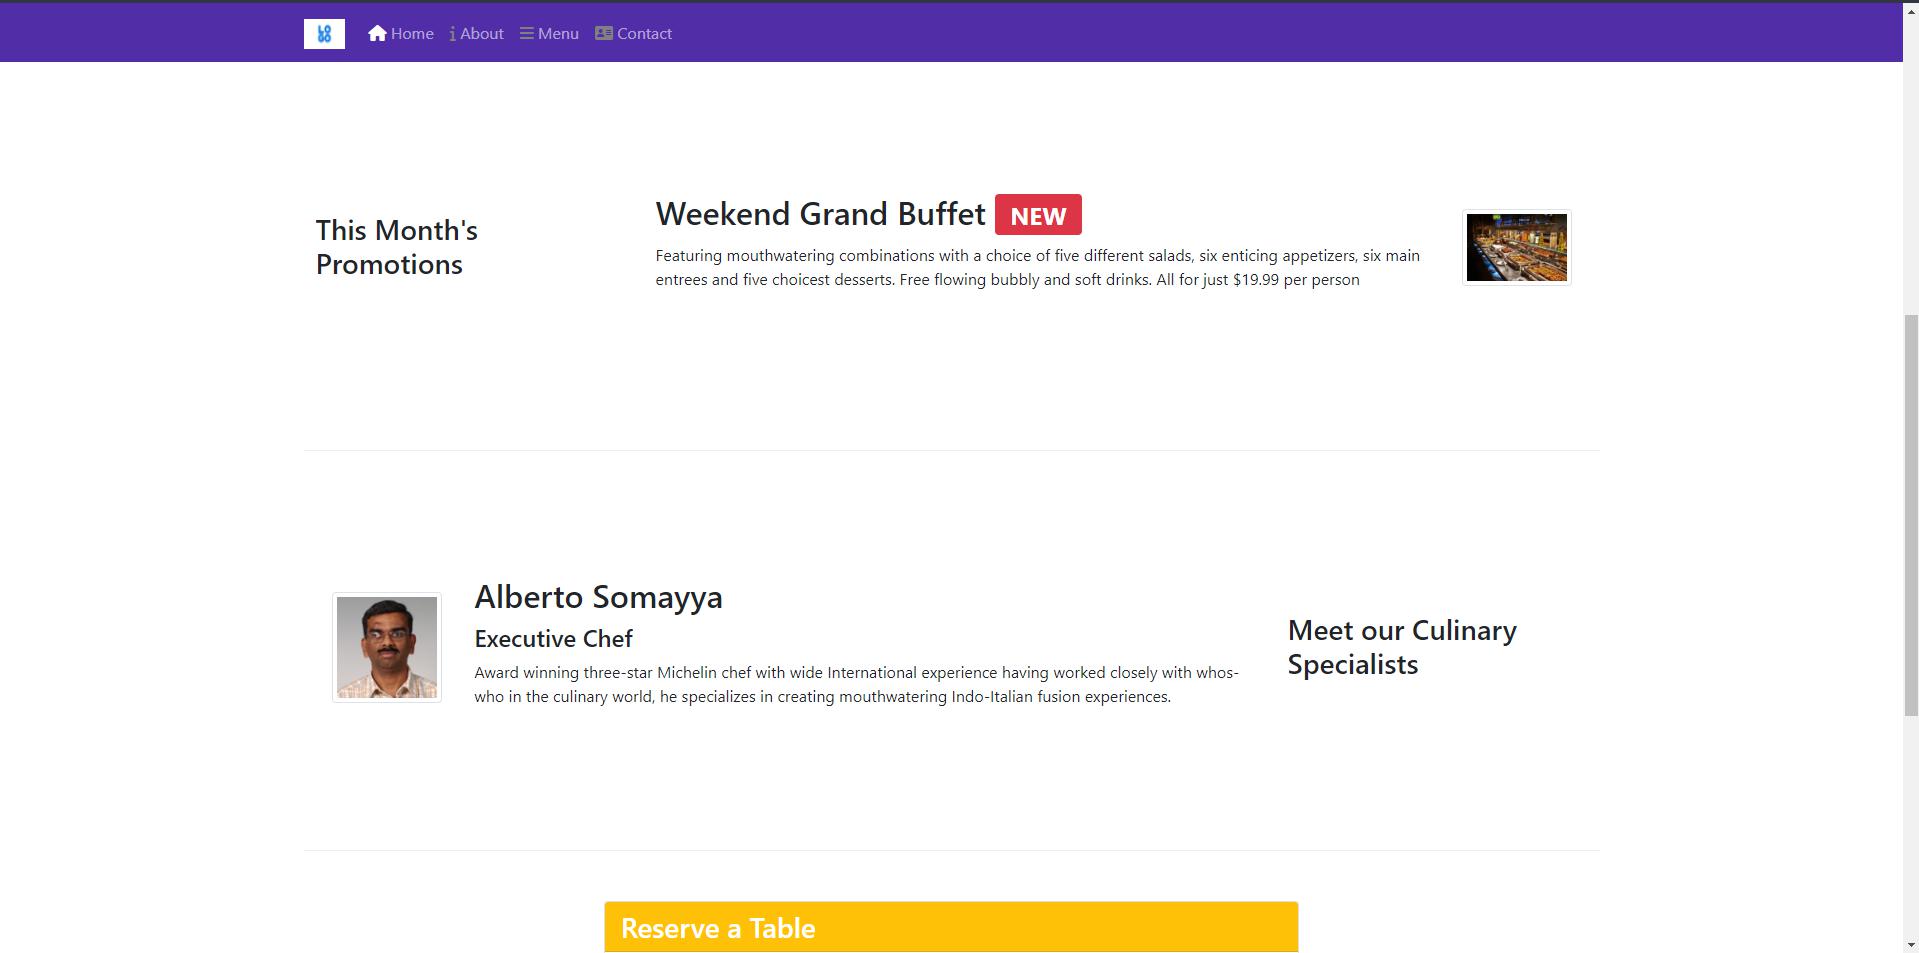 LO
GO
Home
About
Menu
Contact
This Month's
Promotions
Weekend Grand Buffet NEW
Featuring mouthwatering combinations with a choice of five different salads, six enticing appetizers, six main
entrees and five choicest desserts. Free flowing bubbly and soft drinks. All for just $19.99 per person
Alberto Somayya
Executive Chef
Award winning three-star Michelin chef with wide International experience having worked closely with whos-
who in the culinary world, he specializes in creating mouthwatering Indo-Italian fusion experiences.
Meet our Culinary
Specialists
Reserve a Table